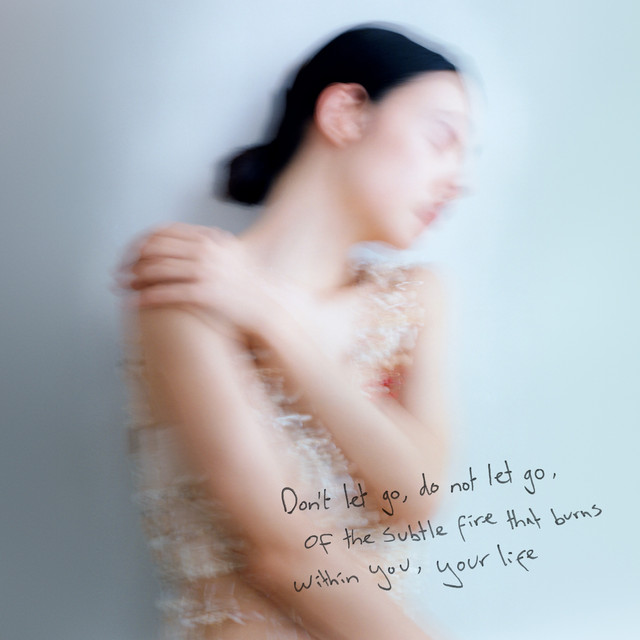 Don't let go, do not let go,
of the subtle fire that burns
within you, your life